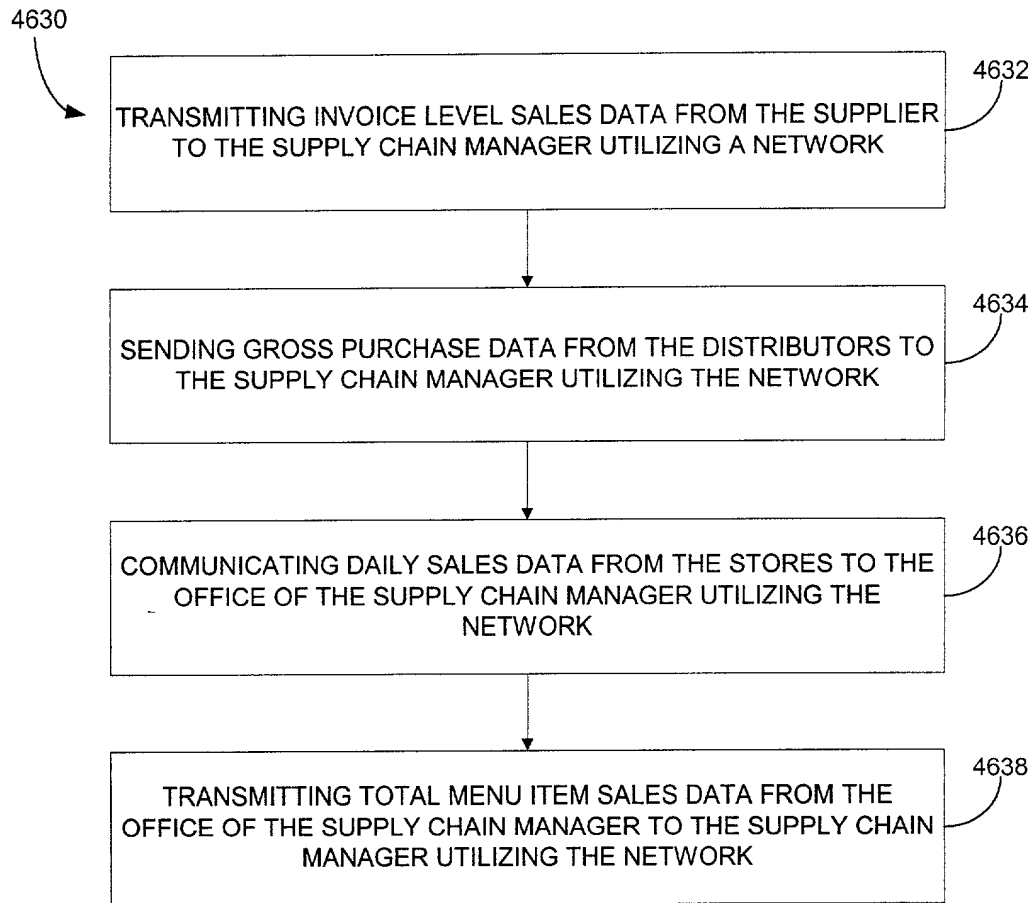 4630
4632
TRANSMITTING INVOICE LEVEL SALES DATA FROM THE SUPPLIER
TO THE SUPPLY CHAIN MANAGER UTILIZING A NETWORK
4634
SENDING GROSS PURCHASE DATA FROM THE DISTRIBUTORS TO
THE SUPPLY CHAIN MANAGER UTILIZING THE NETWORK
4636
COMMUNICATING DAILY SALES DATA FROM THE STORES TO THE
OFFICE OF THE SUPPLY CHAIN MANAGER UTILIZING THE
NETWORK
4638
TRANSMITTING TOTAL MENU ITEM SALES DATA FROM THE
OFFICE OF THE SUPPLY CHAIN MANAGER TO THE SUPPLY CHAIN
MANAGER UTILIZING THE NETWORK